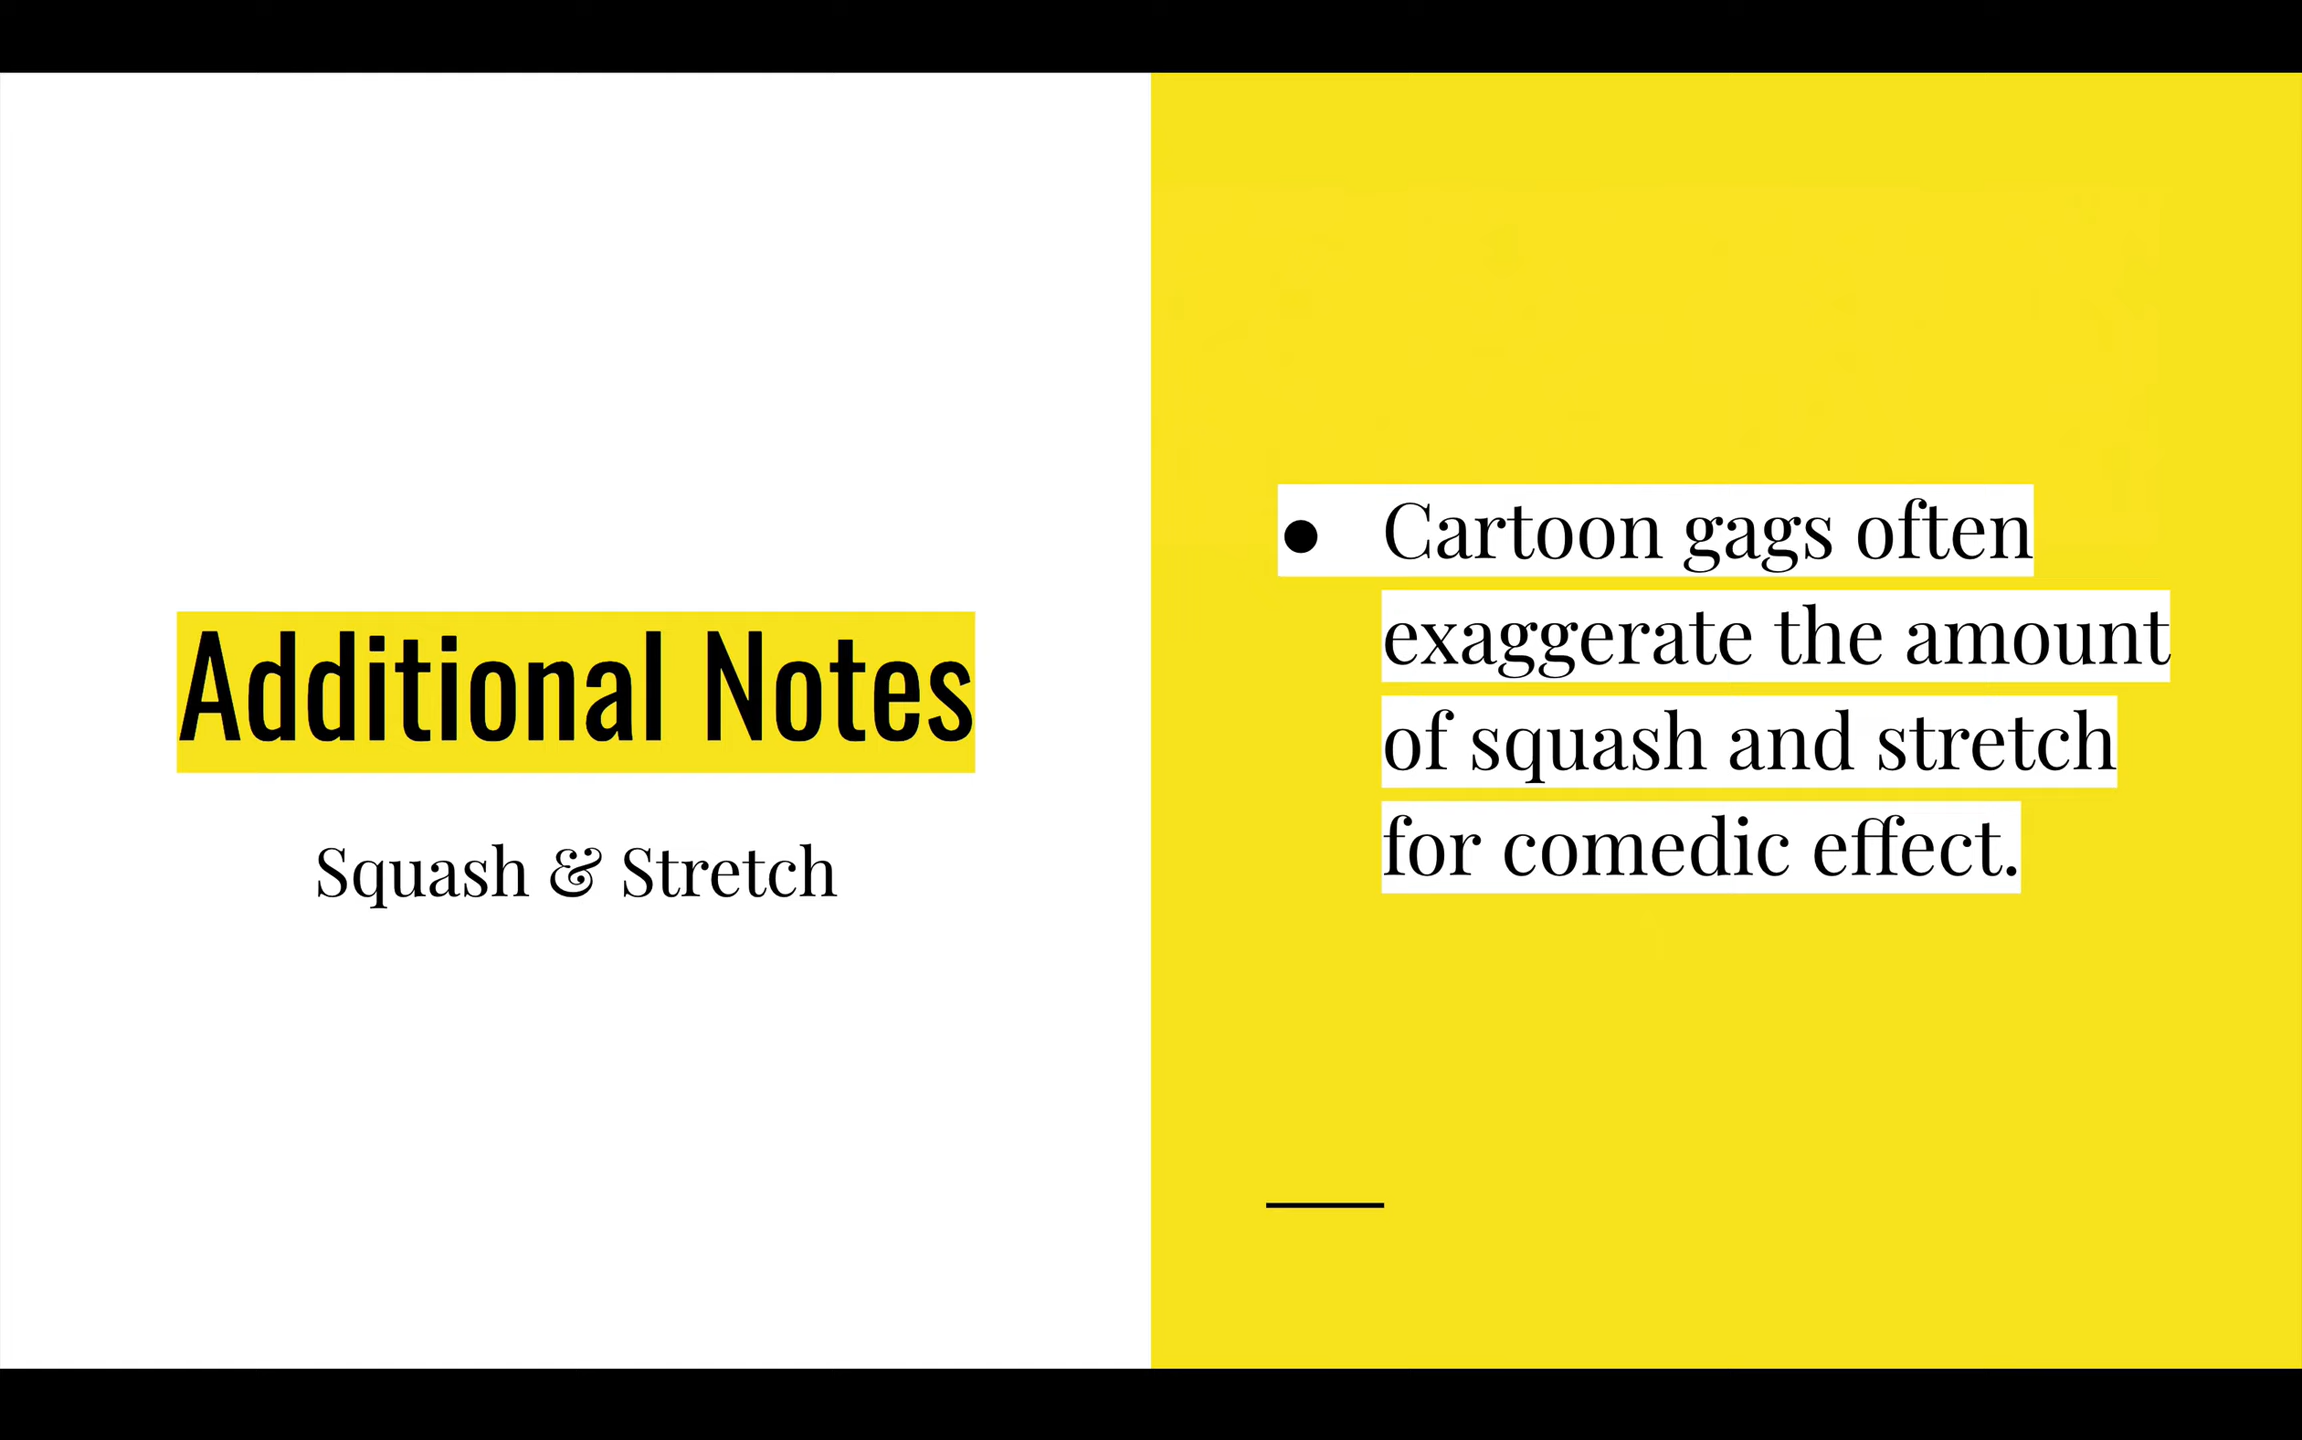 Additional Notes
Squash & Stretch
● Cartoon gags often
exaggerate the amount
of squash and stretch
for comedic effect.